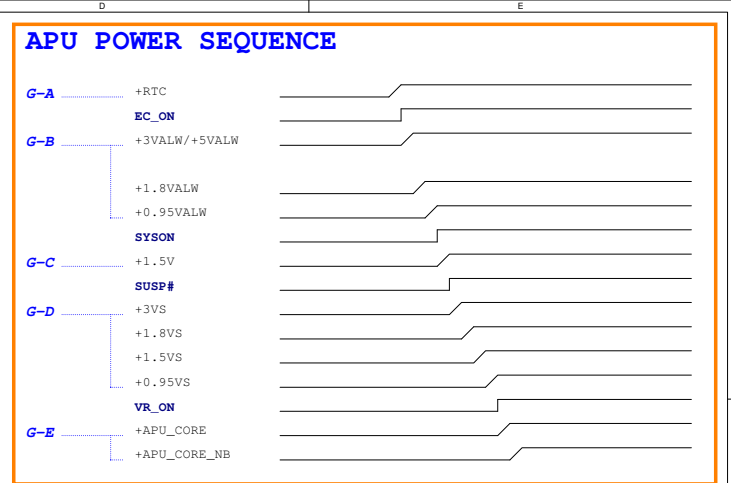 D E
APU POWER SEQUENCE
G-A +RTC
EC_ON
G-B +3VALW/+5VALW
+1.8VALW
+0.95VALW
SYSON
G-C +1.5V
SUSP#
G-D +3VS
+1.8VS
+1.5VS
+0.95VS
VR_ON
G-E +APU_CORE
+APU_CORE_NB